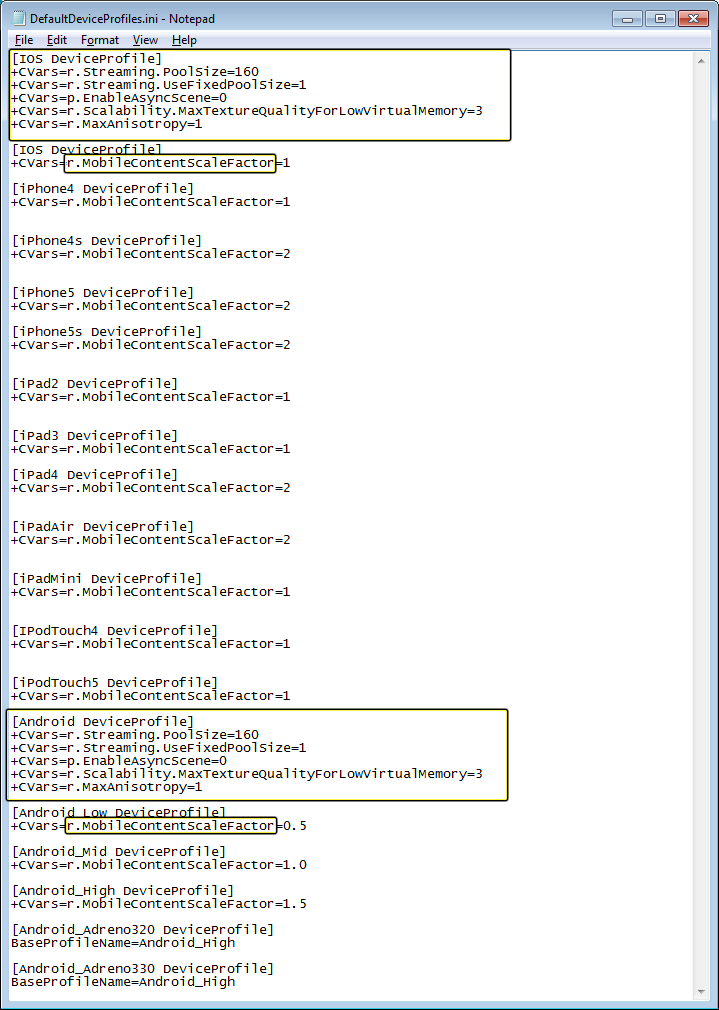 DefaultDeviceProfiles.ini - Notepad
File Edit Format View Help
[IOS DeviceProfile]
+CVars=r.Streaming.PoolSize=160
+CVars=r.Streaming.UseFixedPoolSize=1
+CVars=p.EnableAsyncScene=0
+CVars=r.Scalability.MaxTextureQualityForLowVirtualMemory=3
+CVars=r.MaxAnisotropy=1
[IOS DeviceProfile]
+CVars=r.MobileContentScaleFactor=1
[iPhone4 DeviceProfile]
+CVars=r.MobileContentScaleFactor=1
[iPhone4s DeviceProfile]
+CVars=r.MobileContentScaleFactor=2
[iPhone5 DeviceProfile]
+CVars=r.MobileContentScaleFactor=2
[iPhone5s DeviceProfile]
+CVars=r.MobileContentScaleFactor=2
[iPad2 DeviceProfile]
+CVars=r.MobileContentScaleFactor=1
[iPad3 DeviceProfile]
+CVars=r.MobileContentScaleFactor=1
[iPad4 DeviceProfile]
+CVars=r.MobileContentScaleFactor=2
[iPadAir DeviceProfile]
+CVars=r.MobileContentScaleFactor=2
[iPadMini DeviceProfile]
+CVars=r.MobileContentScaleFactor=1
[IPodTouch4 DeviceProfile]
+CVars=r.MobileContentScaleFactor=1
[iPodTouch5 DeviceProfile]
+CVars=r.MobileContentScaleFactor=1
[Android DeviceProfile]
+CVars=r.Streaming.PoolSize=160
+CVars=r.Streaming.UseFixedPoolSize=1
+CVars=p.EnableAsyncScene=0
+CVars=r.Scalability.MaxTextureQualityForLowVirtualMemory=3
+CVars=r.MaxAnisotropy=1
[Android_Low DeviceProfile]
+CVars=r.MobileContentScaleFactor=0.5
[Android_Mid DeviceProfile]
+CVars=r.MobileContentScaleFactor=1.0
[Android_High DeviceProfile]
+CVars=r.MobileContentScaleFactor=1.5
[Android_Adreno320 DeviceProfile]
BaseProfileName=Android_High
[Android_Adreno330 DeviceProfile]
BaseProfileName=Android_High